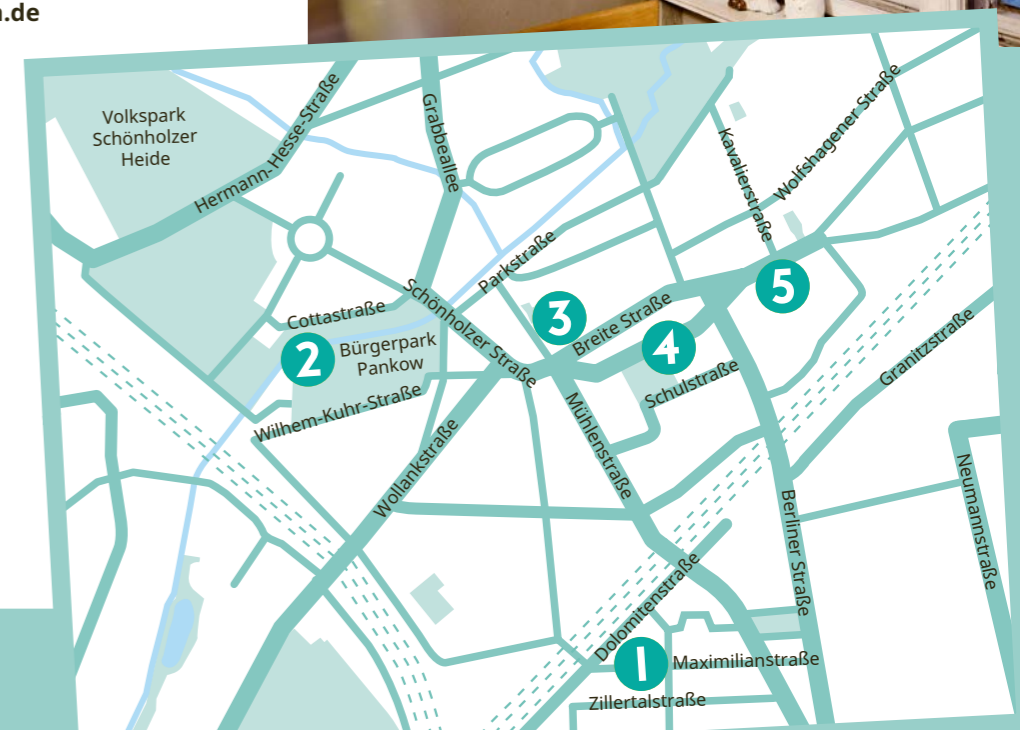 n.de
Volkspark
Schönholzer
Heide
Hermann-Hesse-Straße
Grabbeallee
Kavalierstraße
Wolfshagener Straße
Parkstraße
Schönholzer Straße
Cottastraße
2
Bürgerpark
Pankow
Wilhem-Kuhr-Straße
3
Breite Straße
4
5
Schulstraße
Granitzstraße
Mühlenstraße
Wollankstraße
Berliner Straße
Neumannstraße
Dolomitenstraße
1
Maximilianstraße
Zillertalstraße